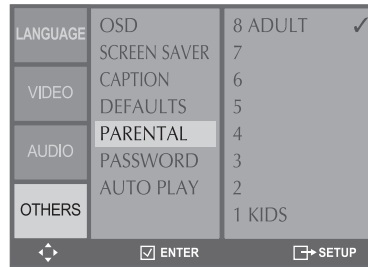 LANGUAGE
VIDEO
AUDIO
OTHERS
OSD
SCREEN SAVER
CAPTION
DEFAULTS
PARENTAL
PASSWORD
AUTO PLAY
8 ADULT ✓
7
6
5
4
3
2
1 KIDS
ENTER
SETUP